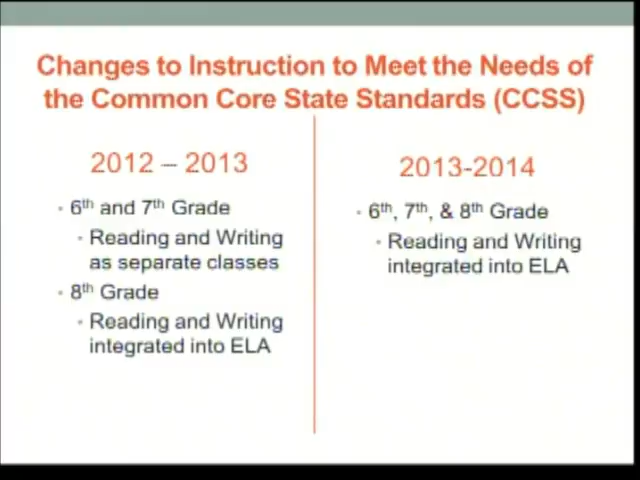 Changes to Instruction to Meet the Needs of
the Common Core State Standards (CCSS)
2012 – 2013
• 6th and 7th Grade
• Reading and Writing
as separate classes
• 8th Grade
• Reading and Writing
integrated into ELA
2013-2014
• 6th, 7th, & 8th Grade
• Reading and Writing
integrated into ELA